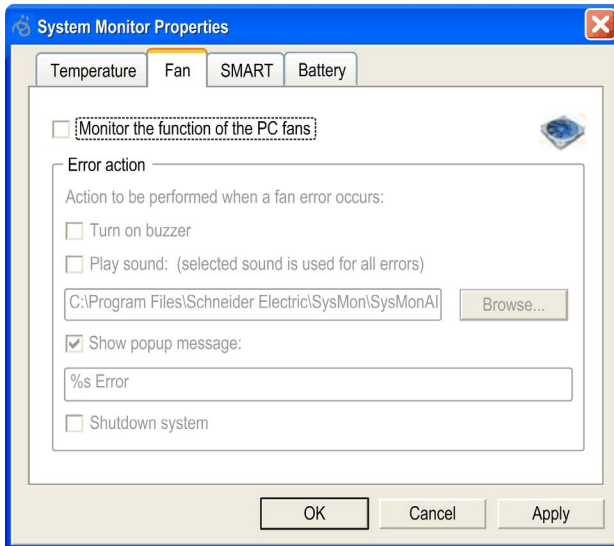 System Monitor Properties
Temperature Fan SMART Battery
Monitor the function of the PC fans
Error action
Action to be performed when a fan error occurs:
Turn on buzzer
Play sound: (selected sound is used for all errors)
C:\Program Files\Schneider Electric\SysMon\SysMonAl Browse...
Show popup message:
%s Error
Shutdown system
OK Cancel Apply